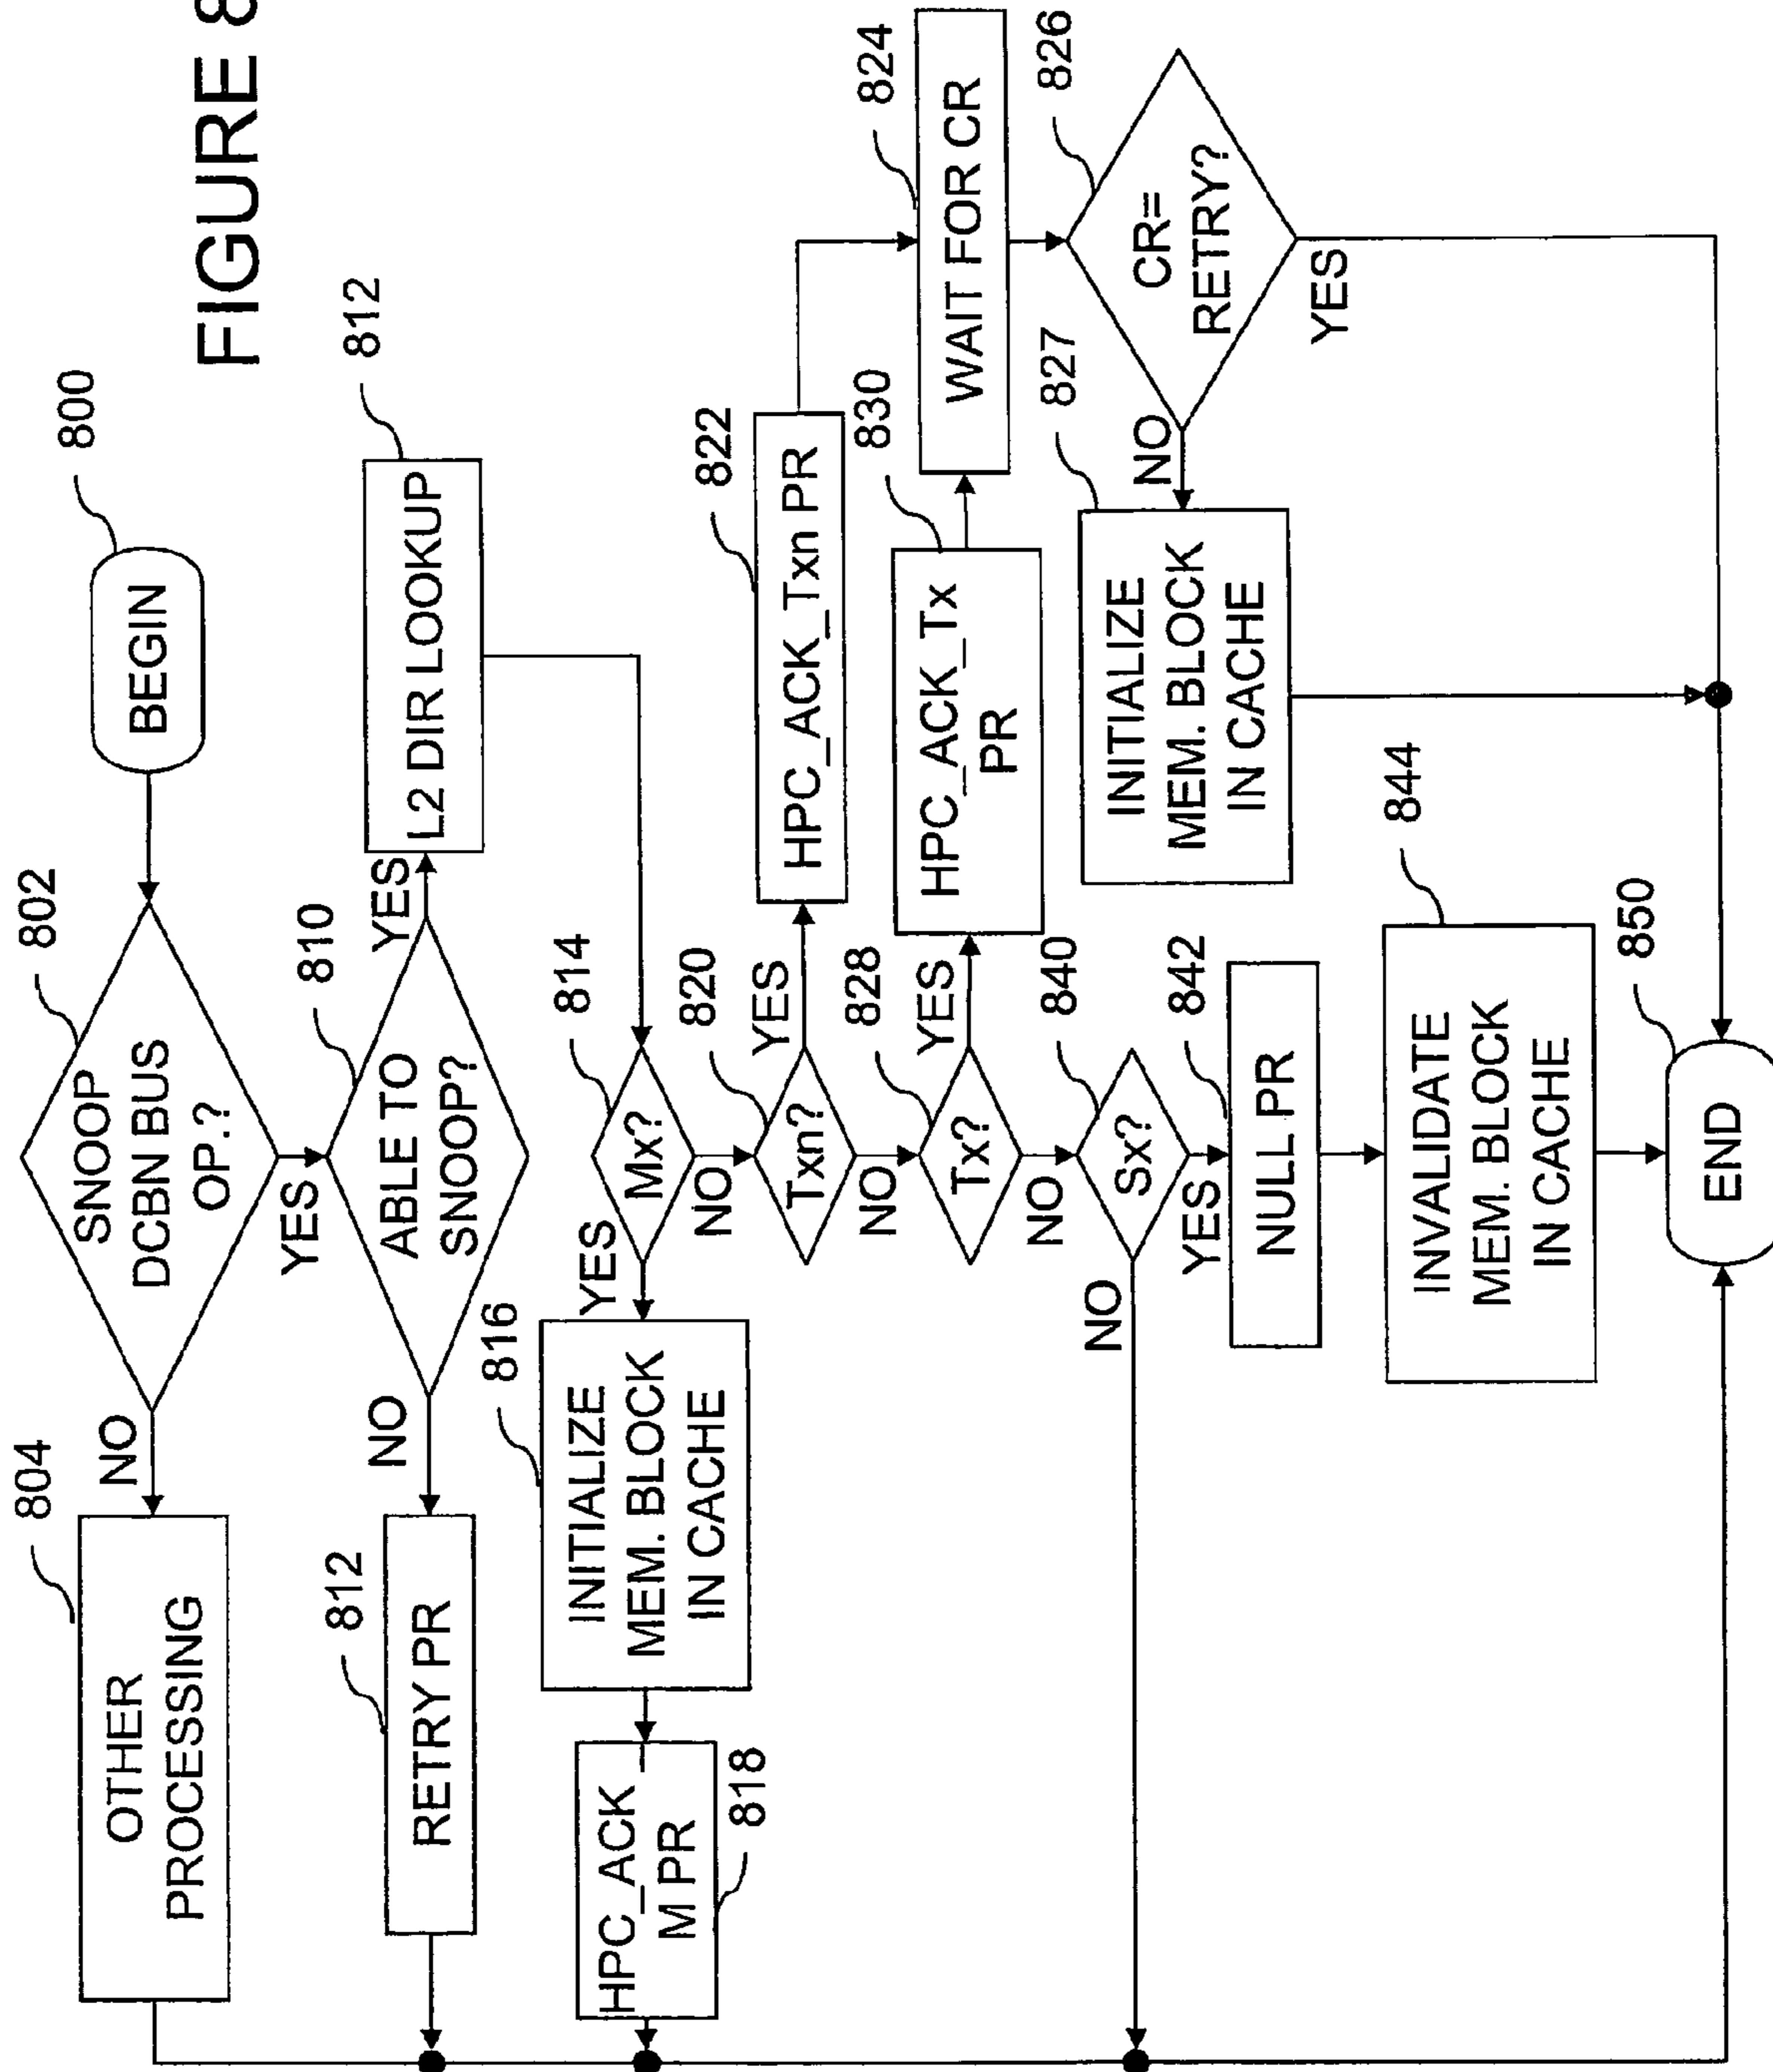 FIGURE 8
800
BEGIN
802
SNOOP
DCBN BUS
OP.?
NO
804
OTHER
PROCESSING
YES
810
ABLE TO
SNOOP?
NO
812
RETRY PR
YES
812
L2 DIR LOOKUP
814
Mx?
YES
816
INITIALIZE
MEM. BLOCK
IN CACHE
HPC_ACK_
M PR
818
NO
820
Txn?
YES
822
HPC_ACK_Txn PR
824
WAIT FOR CR
NO
828
Tx?
YES
830
HPC_ACK_Tx
PR
826
CR=
RETRY?
NO
827
INITIALIZE
MEM. BLOCK
IN CACHE
YES
NO
840
Sx?
NO
YES
842
NULL PR
844
INVALIDATE
MEM. BLOCK
IN CACHE
850
END